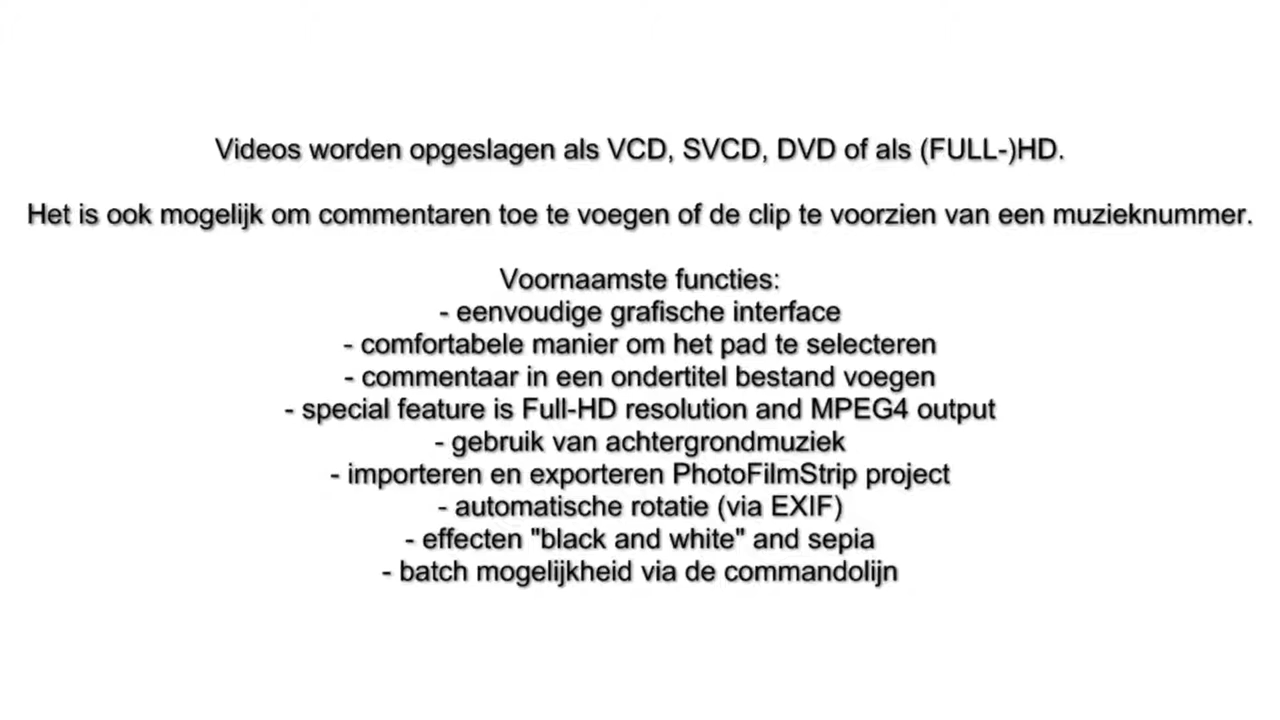 Videos worden opgeslagen als VCD, SVCD, DVD of als (FULL-)HD.
Het is ook mogelijk om commentaren toe te voegen of de clip te voorzien van een muzieknummer.
Voornaamste functies:
- eenvoudige grafische interface
- comfortabele manier om het pad te selecteren
- commentaar in een ondertitel bestand voegen
- special feature is Full-HD resolution and MPEG4 output
- gebruik van achtergrondmuziek
- importeren en exporteren PhotoFilmStrip project
- automatische rotatie (via EXIF)
- effecten "black and white" and sepia
- batch mogelijkheid via de commandolijn